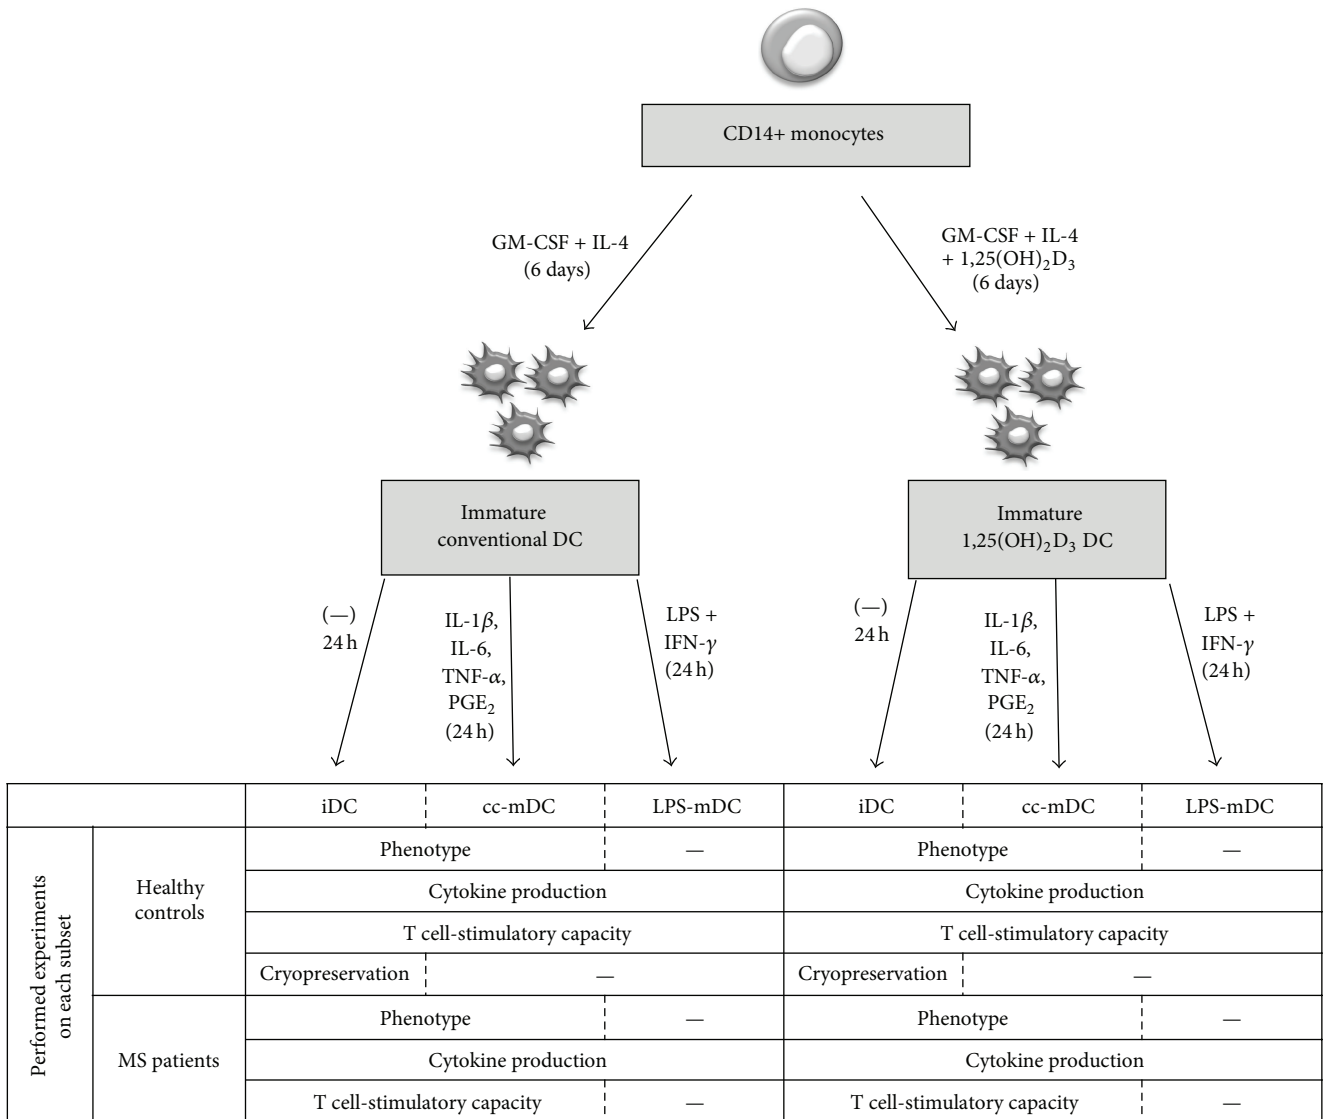 CD14+ monocytes
GM-CSF + IL-4
(6 days)
GM-CSF + IL-4
+ 1,25(OH)₂D₃
(6 days)
Immature
conventional DC
Immature
1,25(OH)₂D₃ DC
(—)
24 h
IL-1β,
IL-6,
TNF-α,
PGE₂
(24 h)
LPS +
IFN-γ
(24 h)
(—)
24 h
IL-1β,
IL-6,
TNF-α,
PGE₂
(24 h)
LPS +
IFN-γ
(24 h)
iDC cc-mDC LPS-mDC iDC cc-mDC LPS-mDC
Performed experiments
on each subset
Healthy
controls
Phenotype — Phenotype —
Cytokine production Cytokine production
T cell-stimulatory capacity T cell-stimulatory capacity
Cryopreservation — Cryopreservation —
MS patients
Phenotype — Phenotype —
Cytokine production Cytokine production
T cell-stimulatory capacity — T cell-stimulatory capacity —